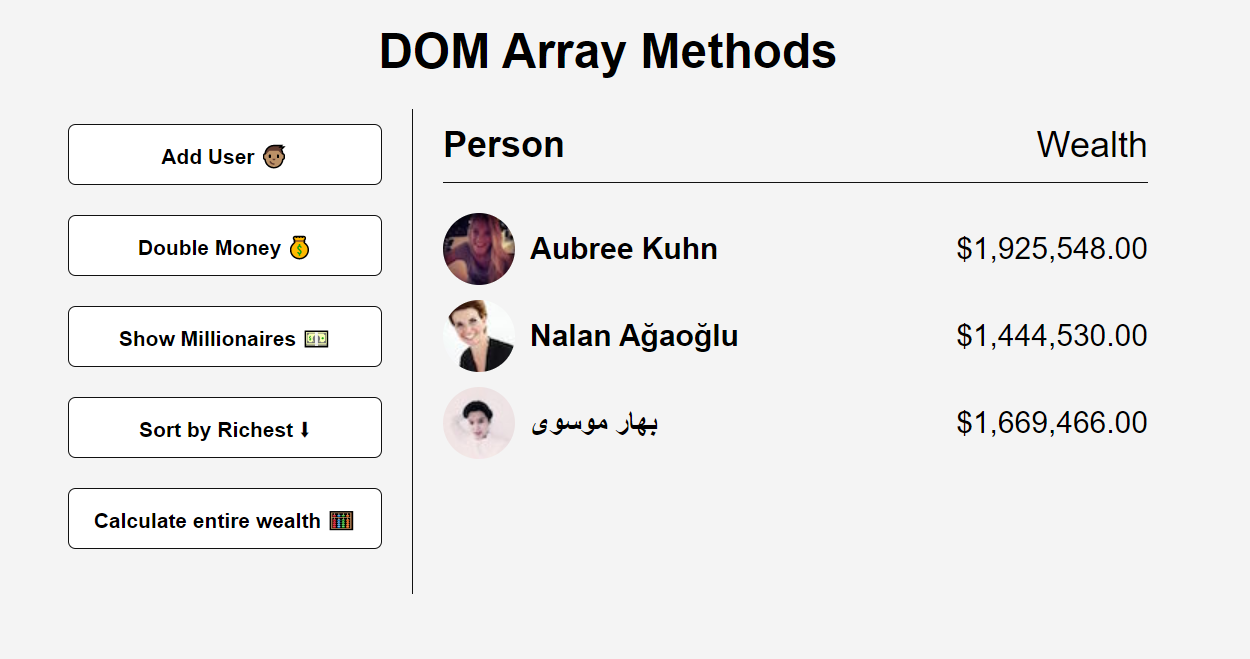 DOM Array Methods
Add User 👨🏽
Double Money 💰
Show Millionaires 💵
Sort by Richest ⬇
Calculate entire wealth 🧮
Person Wealth
Aubree Kuhn $1,925,548.00
Nalan Ağaoğlu $1,444,530.00
بهار موسوی $1,669,466.00